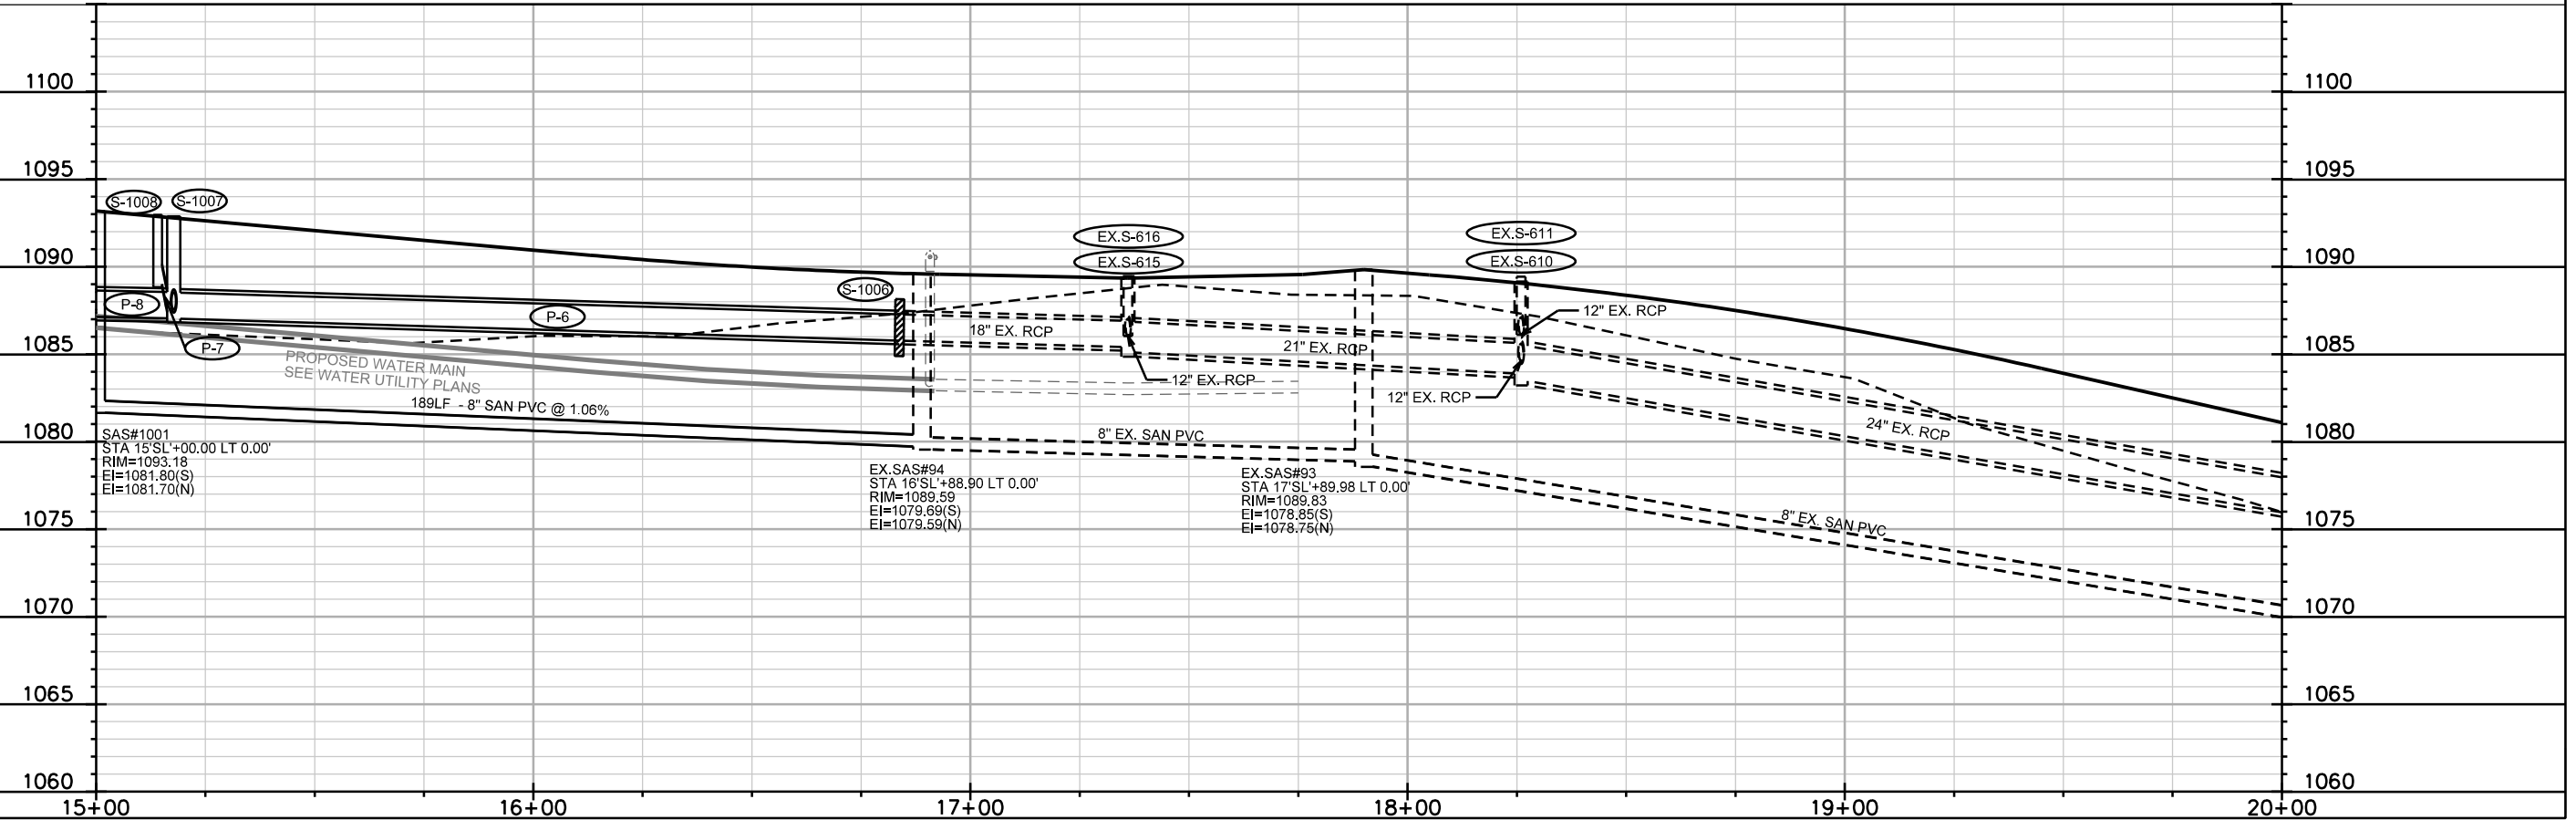 1100
1100
1095
1095
S-1008
S-1007
1090
1090
EX.S-616
EX.S-615
EX.S-611
EX.S-610
S-1006
P-8
P-6
P-7
12" EX. RCP
18" EX. RCP
21" EX. RCP
1085
1085
PROPOSED WATER MAIN
SEE WATER UTILITY PLANS
12" EX. RCP
12" EX. RCP
189LF - 8" SAN PVC @ 1.06%
1080
1080
8" EX. SAN PVC
24" EX. RCP
SAS#1001
STA 15'SL'+00.00 LT 0.00'
RIM=1093.18
EI=1081.80(S)
EI=1081.70(N)
EX.SAS#94
STA 16'SL'+88.90 LT 0.00'
RIM=1089.59
EI=1079.69(S)
EI=1079.59(N)
EX.SAS#93
STA 17'SL'+89.98 LT 0.00'
RIM=1089.83
EI=1078.85(S)
EI=1078.75(N)
8" EX. SAN PVC
1075
1075
1070
1070
1065
1065
1060
1060
15+00
16+00
17+00
18+00
19+00
20+00